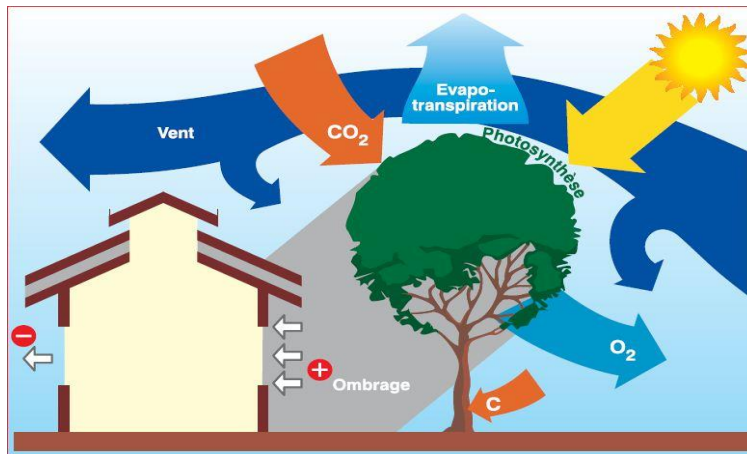 Evapo-
transpiration
Vent
CO₂
Photosynthèse
O₂
−
+
Ombrage
C